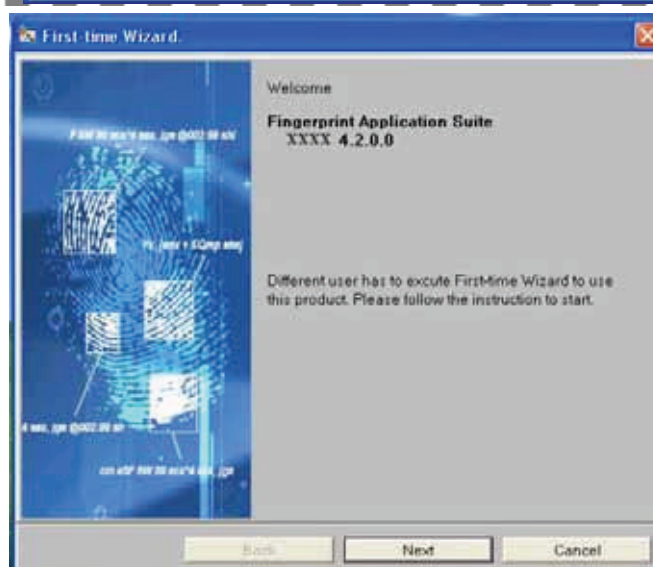 First-time Wizard.
Welcome
Fingerprint Application Suite
XXXX 4.2.0.0
Different user has to excute First-time Wizard to use
this product. Please follow the instruction to start.
Back
Next
Cancel